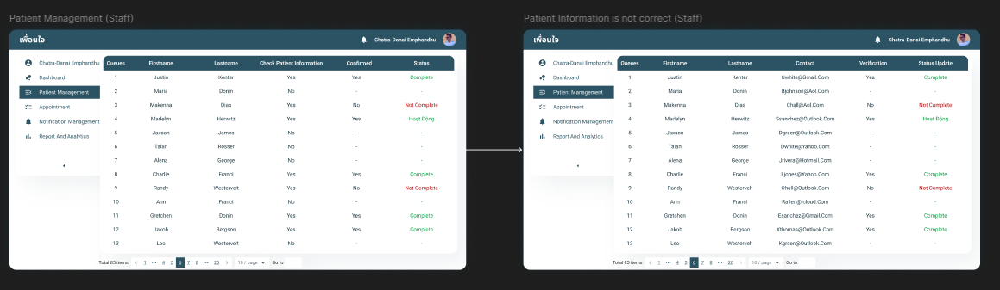 Patient Management (Staff)
เพื่อนใจ
Chatra-Danai Emphandhu
Chatra-Danai Emphandhu
Dashboard
Patient Management
Appointment
Notification Management
Report And Analytics
Queues Firstname Lastname Check Patient Information Confirmed Status
1 Justin Kenter Yes Yes Complete
2 Maria Donin No - -
3 Makenna Dias Yes No Not Complete
4 Madelyn Herwitz Yes Yes Hoạt Động
5 Jaxson James No - -
6 Talan Rosser No - -
7 Alena George No - -
8 Charlie Franci Yes Yes Complete
9 Randy Westervelt Yes No Not Complete
10 Ann Franci No - -
11 Gretchen Donin Yes Yes Complete
12 Jakob Bergson Yes Yes Complete
13 Leo Westervelt No - -
Total 85 items < 1 ••• 4 5 6 7 8 ••• 20 > 10 / page Go to
Patient Information is not correct (Staff)
เพื่อนใจ
Chatra-Danai Emphandhu
Chatra-Danai Emphandhu
Dashboard
Patient Management
Appointment
Notification Management
Report And Analytics
Queues Firstname Lastname Contact Verification Status Update
1 Justin Kenter Uwhite@Gmail.Com Yes Complete
2 Maria Donin Bjohnson@Aol.Com - -
3 Makenna Dias Chall@Aol.Com No Not Complete
4 Madelyn Herwitz Ssanchez@Outlook.Com Yes Hoạt Động
5 Jaxson James Dgreen@Outlook.Com - -
6 Talan Rosser Dwhite@Yahoo.Com - -
7 Alena George Jrivera@Hotmail.Com - -
8 Charlie Franci Ljones@Yahoo.Com Yes Complete
9 Randy Westervelt Ohall@Outlook.Com No Not Complete
10 Ann Franci Rallen@Icloud.Com - -
11 Gretchen Donin Esanchez@Gmail.Com Yes Complete
12 Jakob Bergson Xthomas@Outlook.Com Yes Complete
13 Leo Westervelt Kgreen@Outlook.Com - -
Total 85 items < 1 ••• 4 5 6 7 8 ••• 20 > 10 / page Go to